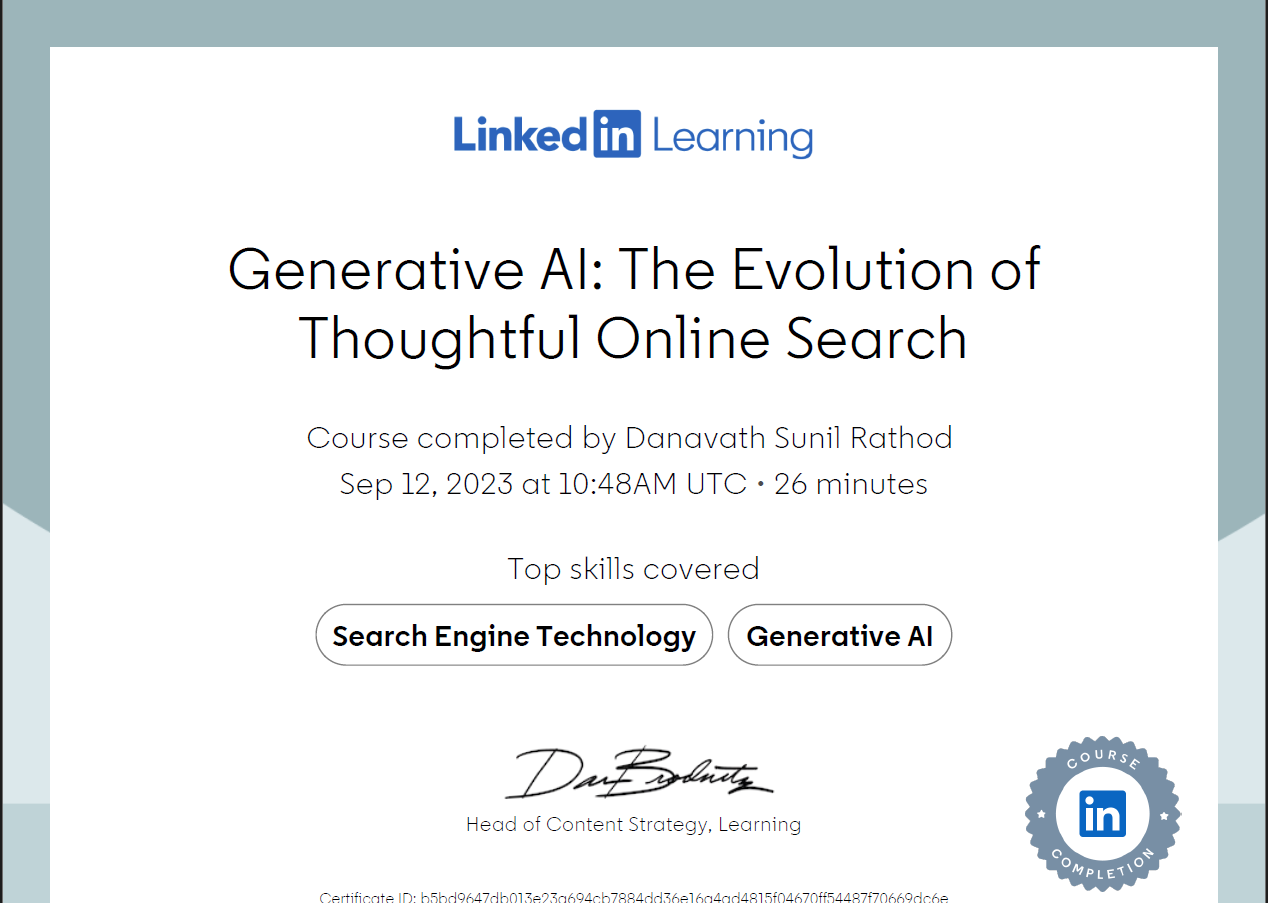 Linked in Learning
Generative AI: The Evolution of
Thoughtful Online Search
Course completed by Danavath Sunil Rathod
Sep 12, 2023 at 10:48AM UTC • 26 minutes
Top skills covered
Search Engine Technology
Generative AI
Dan Brodnitz
Head of Content Strategy, Learning
COURSE
in
COMPLETION
Certificate ID: b5bd9647db013e23a694cb7884dd36e16a4ad4815f04670ff54487f70669dc6e